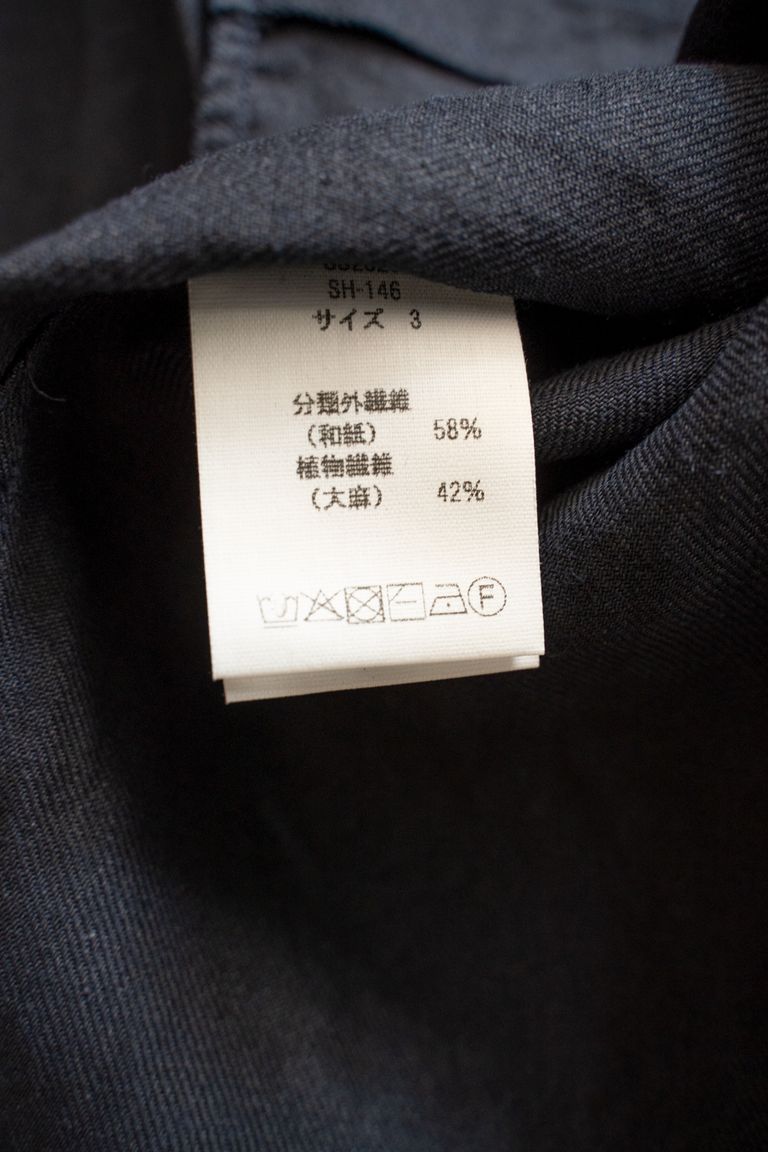 SH-146
サイズ 3
分類外繊維
(和紙) 58%
植物繊維
(大麻) 42%
F